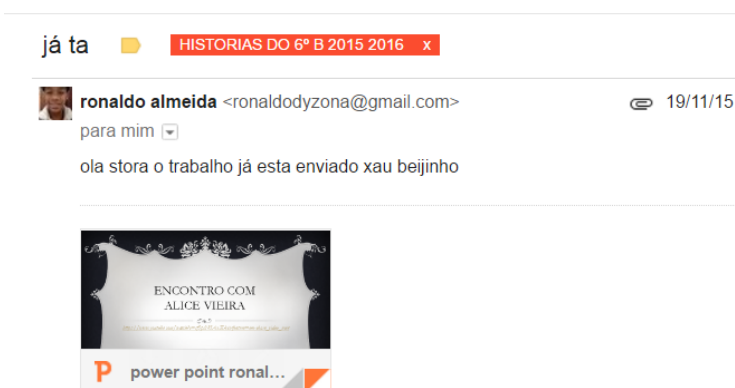 já ta HISTORIAS DO 6º B 2015 2016 x
ronaldo almeida <ronaldodyzona@gmail.com> 19/11/15
para mim
ola stora o trabalho já esta enviado xau beijinho
ENCONTRO COM
ALICE VIEIRA
P power point ronal...